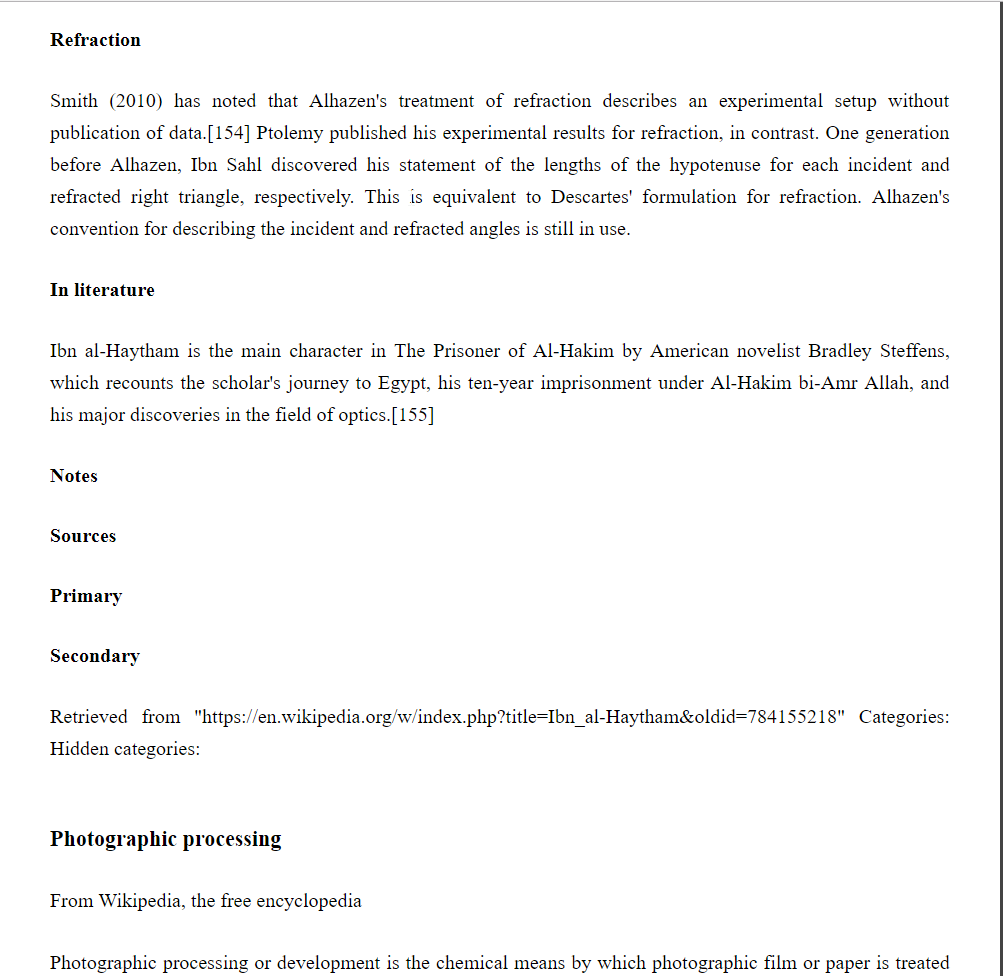 Refraction
Smith (2010) has noted that Alhazen's treatment of refraction describes an experimental setup without
publication of data.[154] Ptolemy published his experimental results for refraction, in contrast. One generation
before Alhazen, Ibn Sahl discovered his statement of the lengths of the hypotenuse for each incident and
refracted right triangle, respectively. This is equivalent to Descartes' formulation for refraction. Alhazen's
convention for describing the incident and refracted angles is still in use.
In literature
Ibn al-Haytham is the main character in The Prisoner of Al-Hakim by American novelist Bradley Steffens,
which recounts the scholar's journey to Egypt, his ten-year imprisonment under Al-Hakim bi-Amr Allah, and
his major discoveries in the field of optics.[155]
Notes
Sources
Primary
Secondary
Retrieved from "https://en.wikipedia.org/w/index.php?title=Ibn_al-Haytham&oldid=784155218" Categories:
Hidden categories:
Photographic processing
From Wikipedia, the free encyclopedia
Photographic processing or development is the chemical means by which photographic film or paper is treated